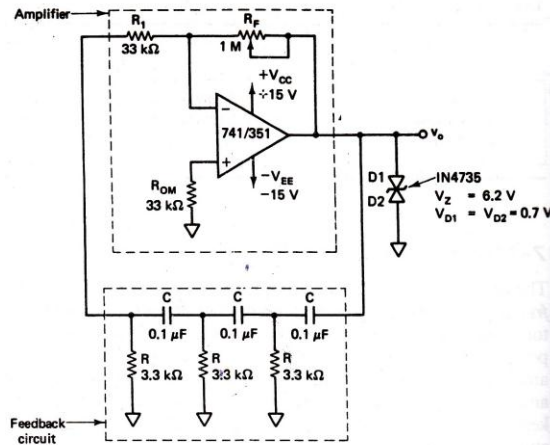 Amplifier
R1
33 kΩ
RF
1 M
+VCC
+15 V
−
741/351
+
−VEE
−15 V
ROM
33 kΩ
vo
D1
D2
IN4735
VZ = 6.2 V
VD1 = VD2 = 0.7 V
C
C
C
0.1 µF
0.1 µF
0.1 µF
R
3.3 kΩ
R
3.3 kΩ
R
3.3 kΩ
Feedback
circuit